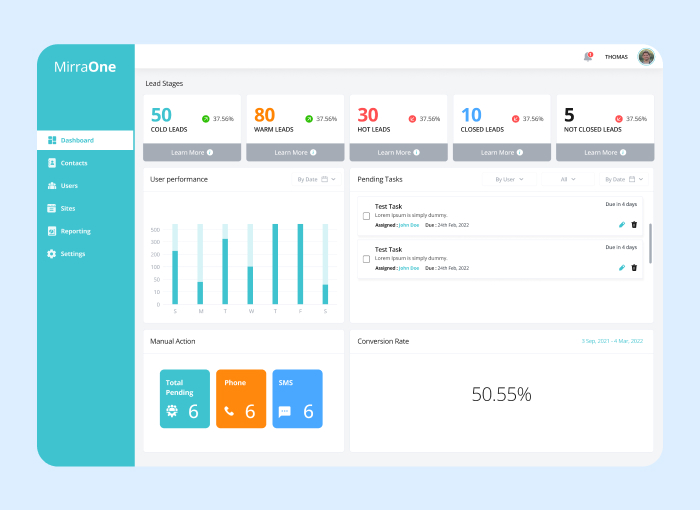 MirraOne
THOMAS
Dashboard
Contacts
Users
Sites
Reporting
Settings
Lead Stages
50
COLD LEADS
37.56%
Learn More
80
WARM LEADS
37.56%
Learn More
30
HOT LEADS
37.56%
Learn More
10
CLOSED LEADS
37.56%
Learn More
5
NOT CLOSED LEADS
37.56%
Learn More
User performance
By Date
500
300
200
100
50
10
0
S M T W T F S
Pending Tasks
By User
All
By Date
Test Task
Due in 4 days
Lorem Ipsum is simply dummy.
Assigned : John Doe Due : 24th Feb, 2022
Test Task
Due in 4 days
Lorem Ipsum is simply dummy.
Assigned : John Doe Due : 24th Feb, 2022
Manual Action
Total
Pending
6
Phone
6
SMS
6
Conversion Rate
3 Sep, 2021 - 4 Mar, 2022
50.55%